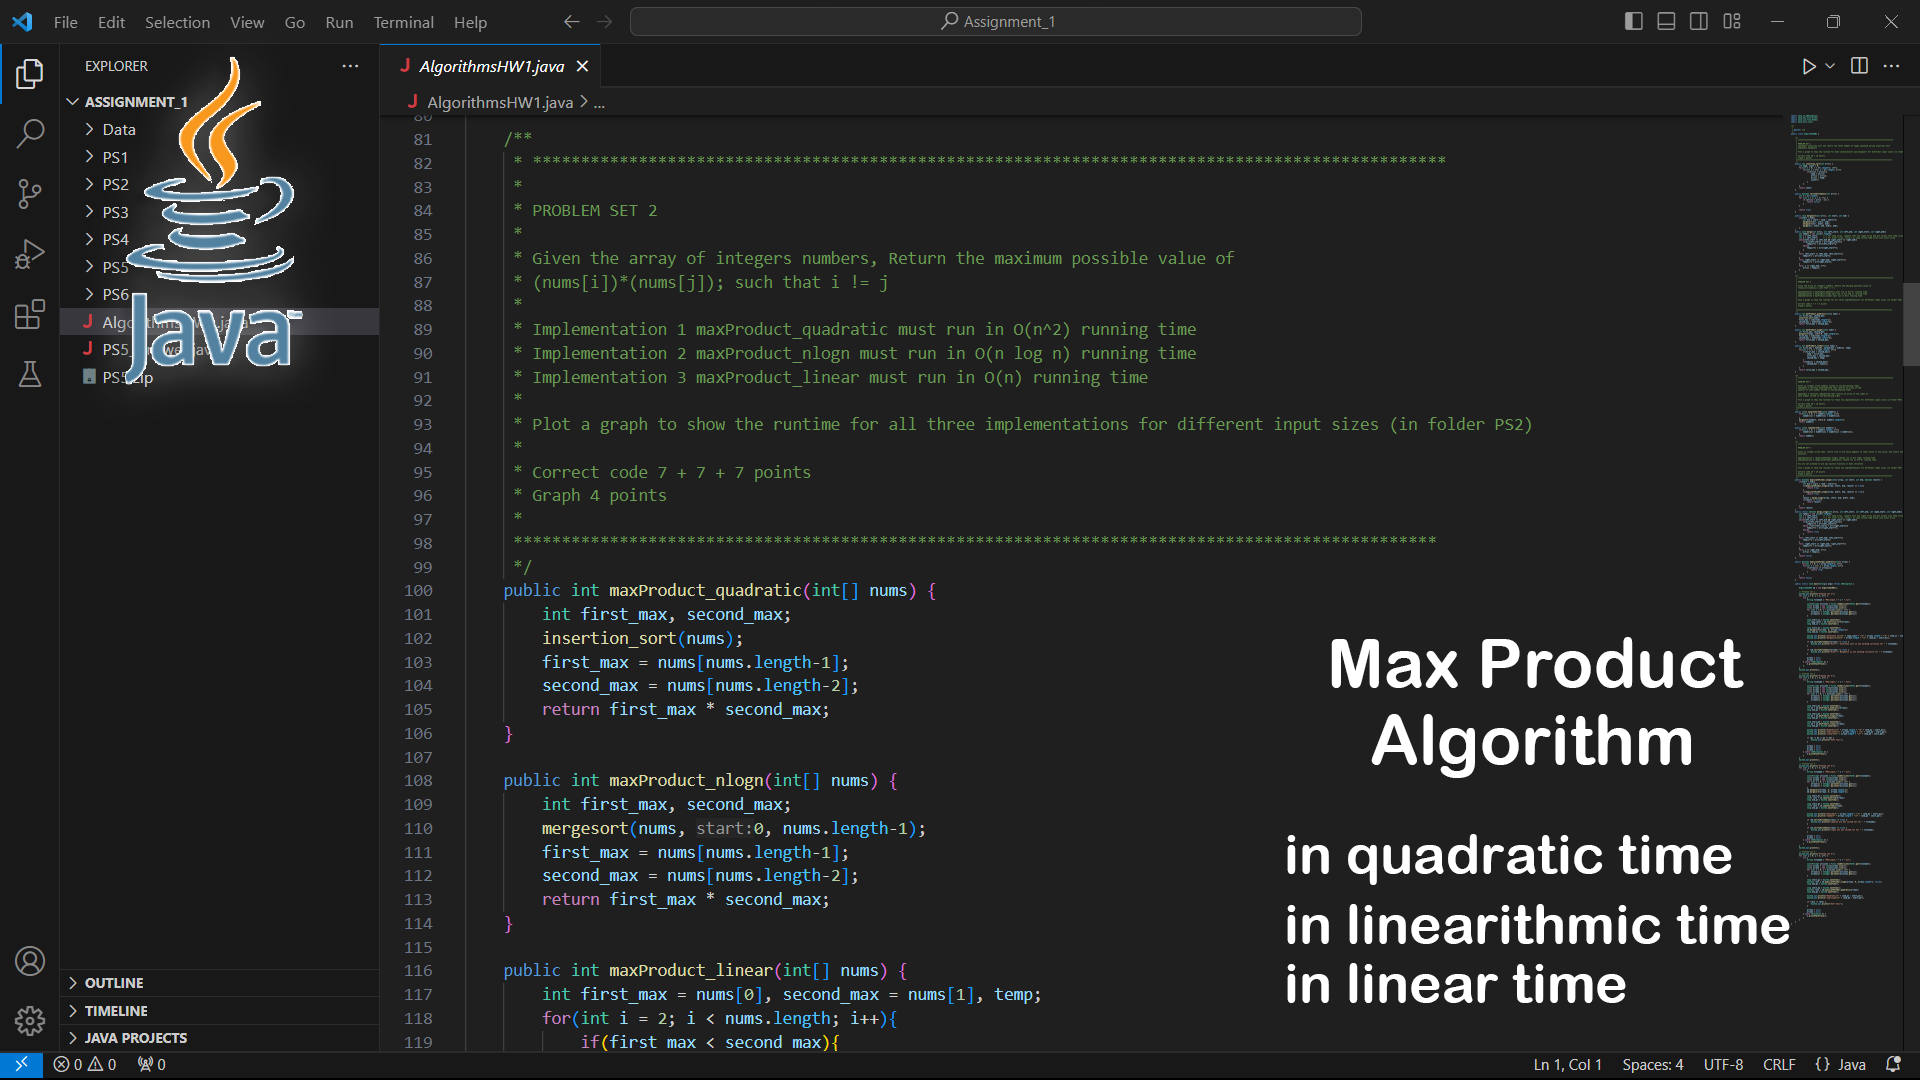 File Edit Selection View Go Run Terminal Help
Assignment_1
EXPLORER
AlgorithmsHW1.java
ASSIGNMENT_1
AlgorithmsHW1.java > ...
Data
PS1
PS2
PS3
PS4
PS5
PS6
PS5.zip
Java
80
81 /**
82 * ***********************************************************************************************
83 *
84 * PROBLEM SET 2
85 *
86 * Given the array of integers numbers, Return the maximum possible value of
87 * (nums[i])*(nums[j]); such that i != j
88 *
89 * Implementation 1 maxProduct_quadratic must run in O(n^2) running time
90 * Implementation 2 maxProduct_nlogn must run in O(n log n) running time
91 * Implementation 3 maxProduct_linear must run in O(n) running time
92 *
93 * Plot a graph to show the runtime for all three implementations for different input sizes (in folder PS2)
94 *
95 * Correct code 7 + 7 + 7 points
96 * Graph 4 points
97 *
98 ************************************************************************************************
99 */
100 public int maxProduct_quadratic(int[] nums) {
101 int first_max, second_max;
102 insertion_sort(nums);
103 first_max = nums[nums.length-1];
104 second_max = nums[nums.length-2];
105 return first_max * second_max;
106 }
107
108 public int maxProduct_nlogn(int[] nums) {
109 int first_max, second_max;
110 mergesort(nums, start:0, nums.length-1);
111 first_max = nums[nums.length-1];
112 second_max = nums[nums.length-2];
113 return first_max * second_max;
114 }
115
116 public int maxProduct_linear(int[] nums) {
117 int first_max = nums[0], second_max = nums[1], temp;
118 for(int i = 2; i < nums.length; i++){
119 if(first_max < second_max){
Max Product
Algorithm
in quadratic time
in linearithmic time
in linear time
OUTLINE
TIMELINE
JAVA PROJECTS
0 0 0
Ln 1, Col 1 Spaces: 4 UTF-8 CRLF {} Java